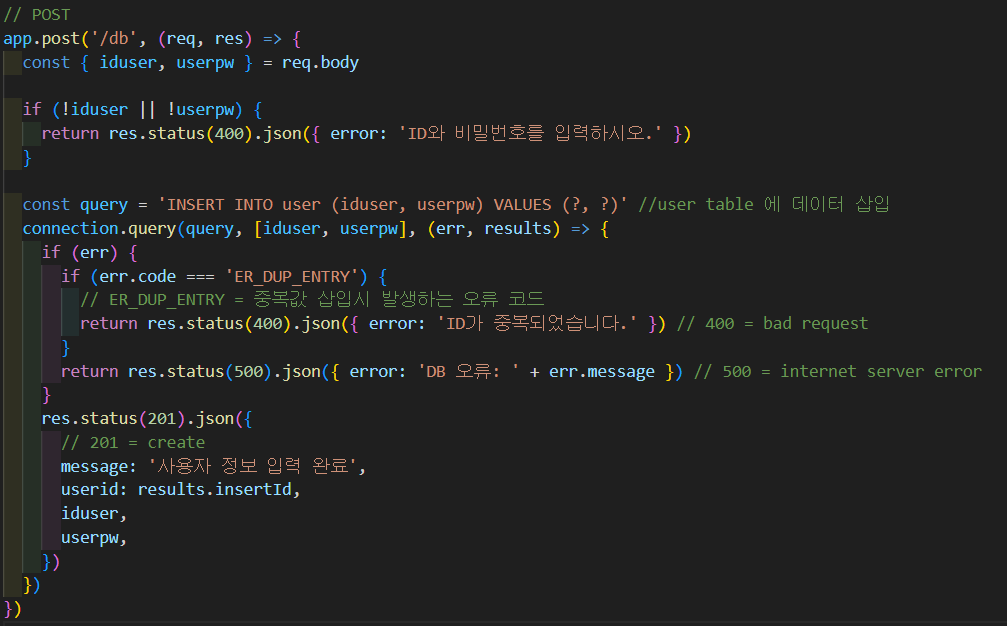 // POST
app.post('/db', (req, res) => {
  const { iduser, userpw } = req.body
  if (!iduser || !userpw) {
    return res.status(400).json({ error: 'ID와 비밀번호를 입력하시오.' })
  }
  const query = 'INSERT INTO user (iduser, userpw) VALUES (?, ?)' //user table 에 데이터 삽입
  connection.query(query, [iduser, userpw], (err, results) => {
    if (err) {
      if (err.code === 'ER_DUP_ENTRY') {
        // ER_DUP_ENTRY = 중복값 삽입시 발생하는 오류 코드
        return res.status(400).json({ error: 'ID가 중복되었습니다.' }) // 400 = bad request
      }
      return res.status(500).json({ error: 'DB 오류: ' + err.message }) // 500 = internet server error
    }
    res.status(201).json({
      // 201 = create
      message: '사용자 정보 입력 완료',
      userid: results.insertId,
      iduser,
      userpw,
    })
  })
})